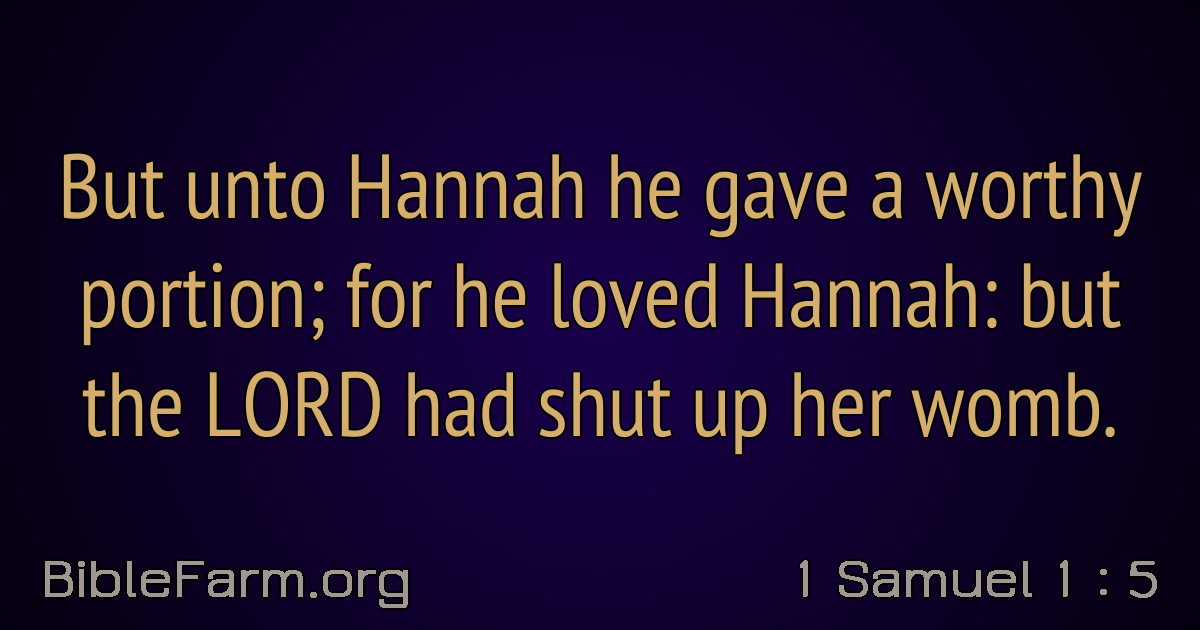 But unto Hannah he gave a worthy
portion; for he loved Hannah: but
the LORD had shut up her womb.
BibleFarm.org
1 Samuel 1 : 5